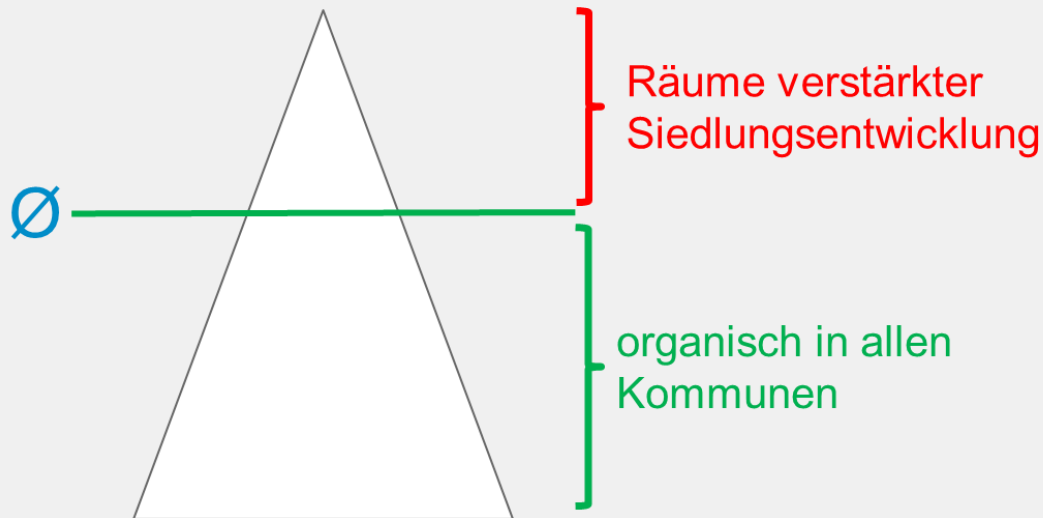 Räume verstärkter
Siedlungsentwicklung
Ø
organisch in allen
Kommunen